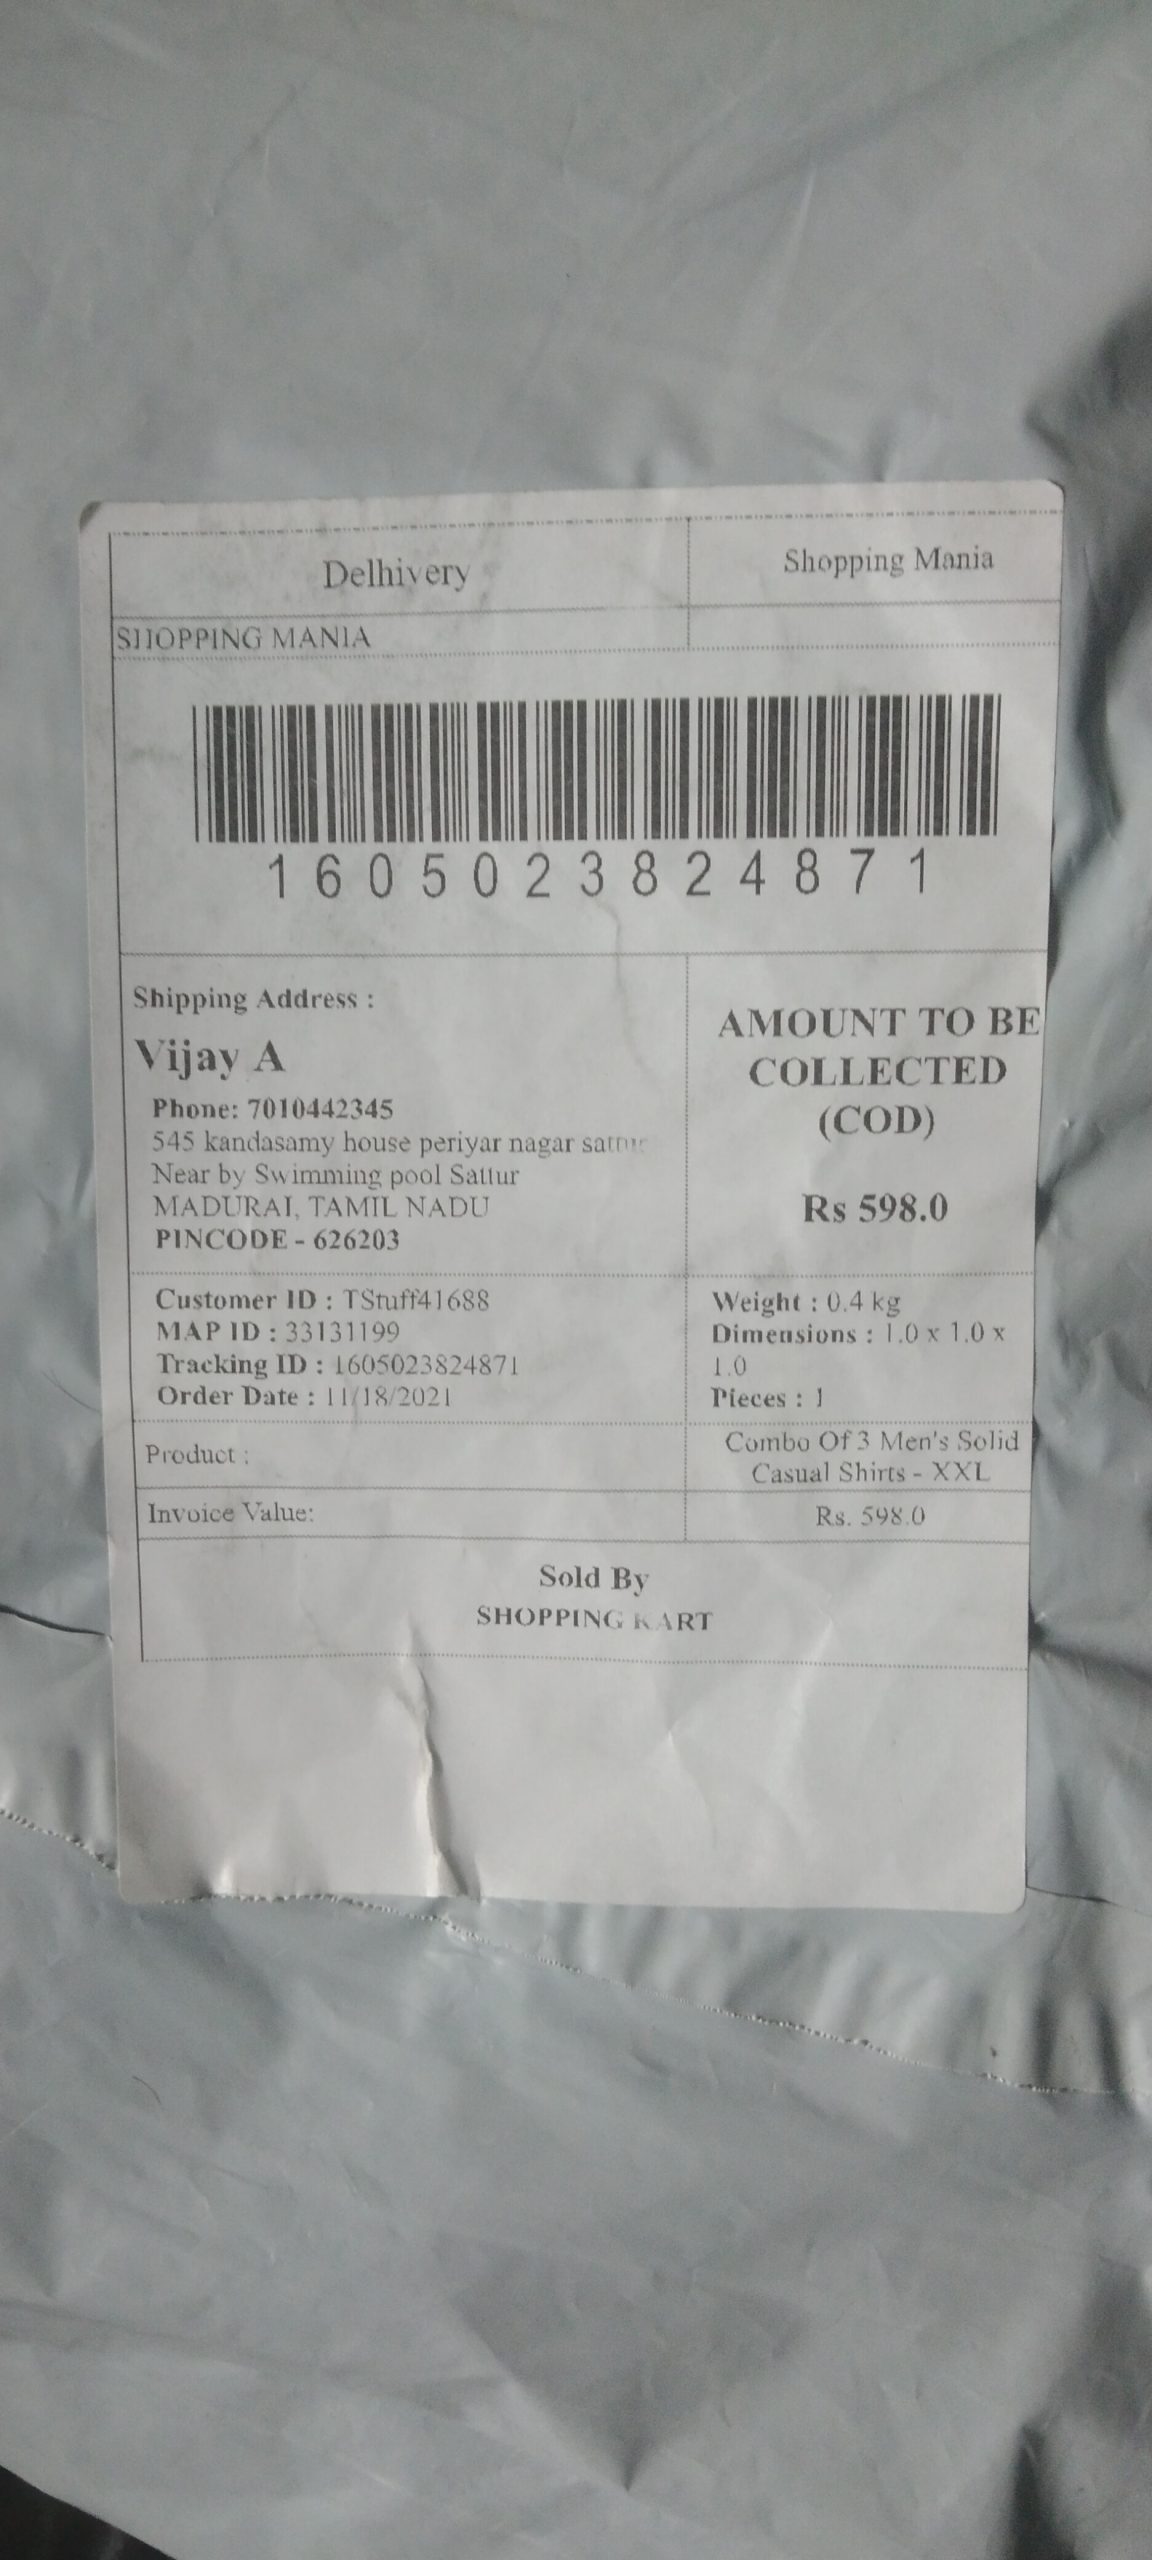 Delhivery
Shopping Mania
SHOPPING MANIA
1605023824871
Shipping Address :
Vijay A
Phone: 7010442345
545 kandasamy house periyar nagar sattur
Near by Swimming pool Sattur
MADURAI, TAMIL NADU
PINCODE - 626203
AMOUNT TO BE
COLLECTED
(COD)
Rs 598.0
Customer ID : TStuff41688
MAP ID : 33131199
Tracking ID : 1605023824871
Order Date : 11/18/2021
Weight : 0.4 kg
Dimensions : 1.0 x 1.0 x
1.0
Pieces : 1
Product :
Combo Of 3 Men's Solid
Casual Shirts - XXL
Invoice Value:
Rs. 598.0
Sold By
SHOPPING KART